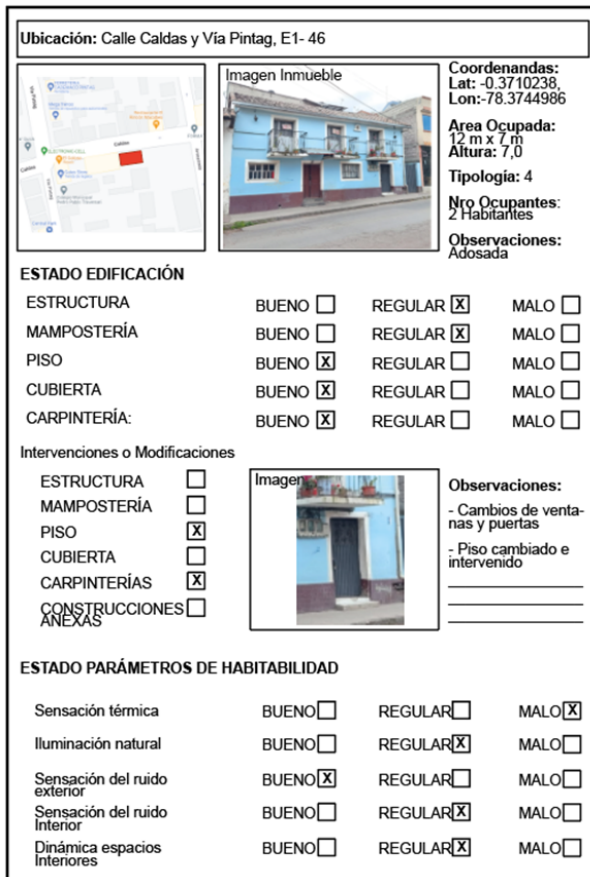 Ubicación: Calle Caldas y Vía Pintag, E1- 46
Imagen Inmueble
Coordenandas:
Lat: -0.3710238,
Lon:-78.3744986
Area Ocupada:
12 m x 7 m
Altura: 7,0
Tipología: 4
Nro Ocupantes:
2 Habitantes
Observaciones:
Adosada
Caldas
ESTADO EDIFICACIÓN
ESTRUCTURA BUENO REGULAR X MALO
MAMPOSTERÍA BUENO REGULAR X MALO
PISO BUENO X REGULAR MALO
CUBIERTA BUENO X REGULAR MALO
CARPINTERÍA: BUENO X REGULAR MALO
Intervenciones o Modificaciones
ESTRUCTURA
MAMPOSTERÍA
PISO X
CUBIERTA
CARPINTERÍAS X
CONSTRUCCIONES
ANEXAS
Imagen
Observaciones:
- Cambios de venta-
nas y puertas
- Piso cambiado e
intervenido
ESTADO PARÁMETROS DE HABITABILIDAD
Sensación térmica BUENO REGULAR MALO X
Iluminación natural BUENO REGULAR X MALO
Sensación del ruido
exterior BUENO X REGULAR MALO
Sensación del ruido
Interior BUENO REGULAR X MALO
Dinámica espacios
Interiores BUENO REGULAR X MALO